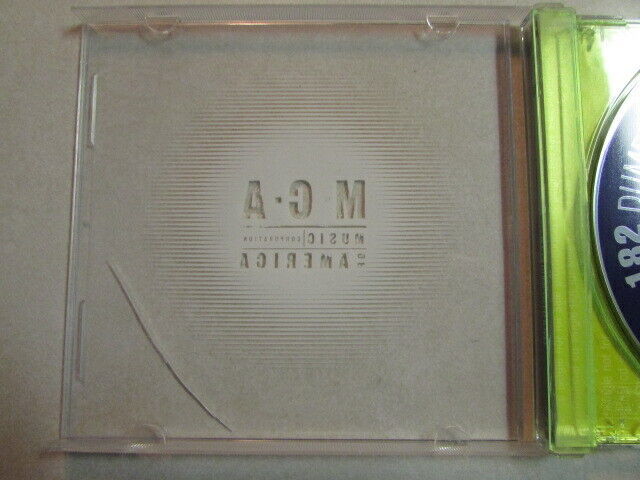 M·C·A
MUSIC CORPORATION
OF AMERICA
182